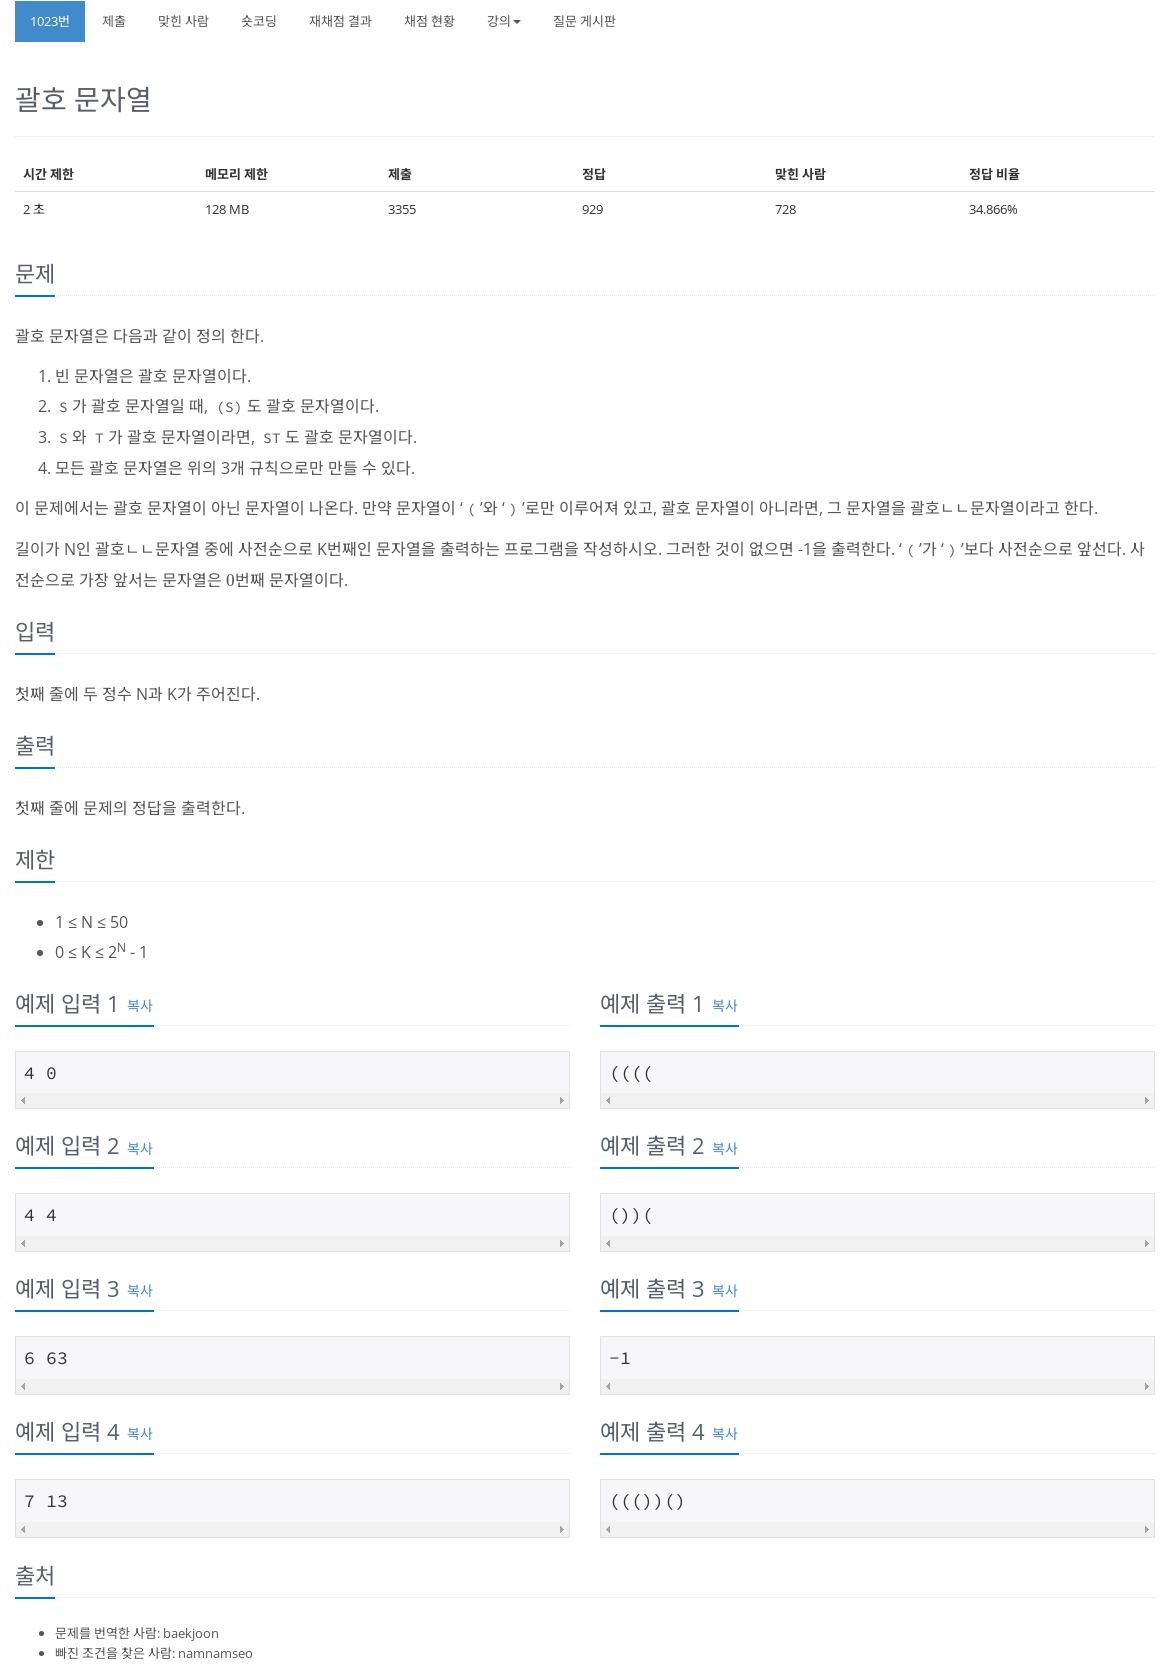 1023번 제출 맞힌 사람 숏코딩 재채점 결과 채점 현황 강의 질문 게시판
괄호 문자열
시간 제한 메모리 제한 제출 정답 맞힌 사람 정답 비율
2 초 128 MB 3355 929 728 34.866%
문제
괄호 문자열은 다음과 같이 정의 한다.
1. 빈 문자열은 괄호 문자열이다.
2. S 가 괄호 문자열일 때, (S) 도 괄호 문자열이다.
3. S 와 T 가 괄호 문자열이라면, ST 도 괄호 문자열이다.
4. 모든 괄호 문자열은 위의 3개 규칙으로만 만들 수 있다.
이 문제에서는 괄호 문자열이 아닌 문자열이 나온다. 만약 문자열이 ‘ ( ’와 ‘ ) ’로만 이루어져 있고, 괄호 문자열이 아니라면, 그 문자열을 괄호ㄴㄴ문자열이라고 한다.
길이가 N인 괄호ㄴㄴ문자열 중에 사전순으로 K번째인 문자열을 출력하는 프로그램을 작성하시오. 그러한 것이 없으면 -1을 출력한다. ‘ ( ’가 ‘ ) ’보다 사전순으로 앞선다. 사
전순으로 가장 앞서는 문자열은 0번째 문자열이다.
입력
첫째 줄에 두 정수 N과 K가 주어진다.
출력
첫째 줄에 문제의 정답을 출력한다.
제한
• 1 ≤ N ≤ 50
• 0 ≤ K ≤ 2^N - 1
예제 입력 1 복사 예제 출력 1 복사
4 0 ((((
예제 입력 2 복사 예제 출력 2 복사
4 4 ())(
예제 입력 3 복사 예제 출력 3 복사
6 63 -1
예제 입력 4 복사 예제 출력 4 복사
7 13 ((())()
출처
• 문제를 번역한 사람: baekjoon
• 빠진 조건을 찾은 사람: namnamseo